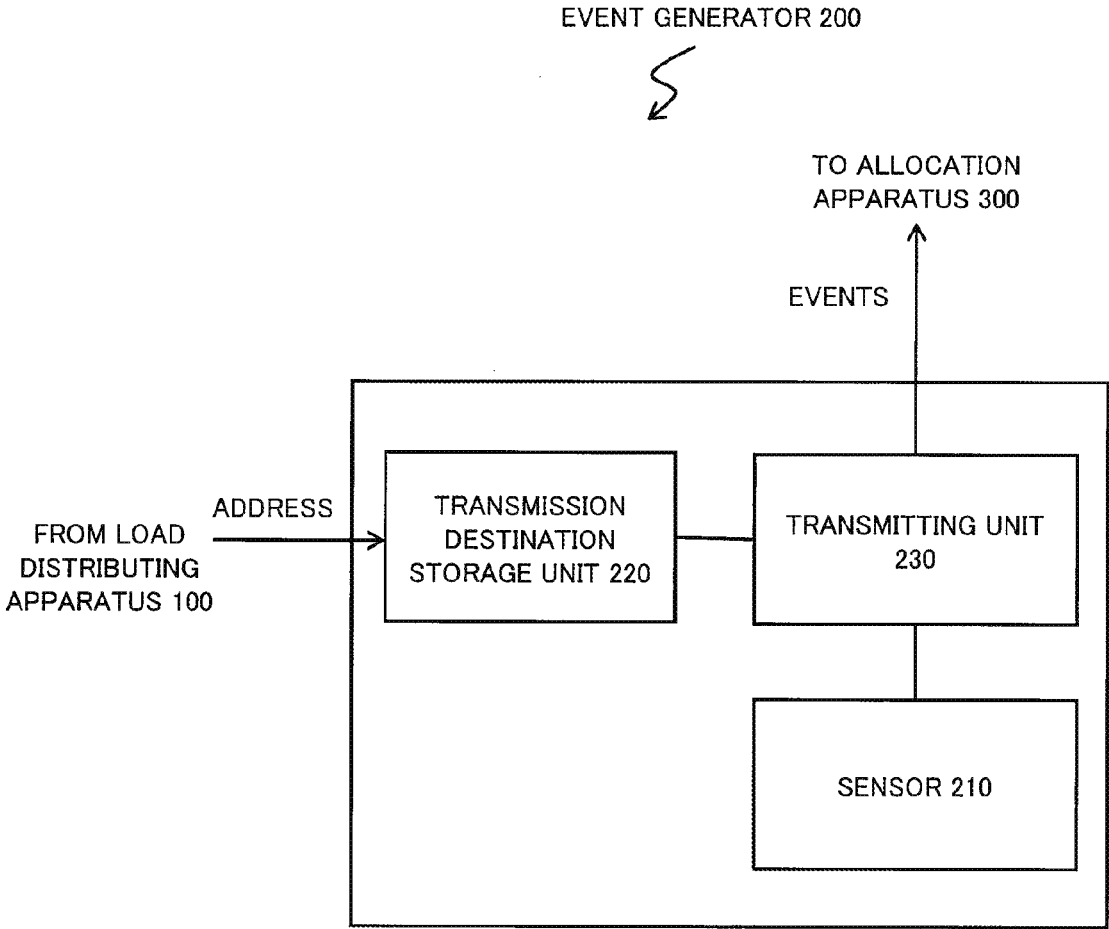 EVENT GENERATOR 200
TO ALLOCATION
APPARATUS 300
EVENTS
ADDRESS
FROM LOAD
DISTRIBUTING
APPARATUS 100
TRANSMISSION
DESTINATION
STORAGE UNIT 220
TRANSMITTING UNIT
230
SENSOR 210